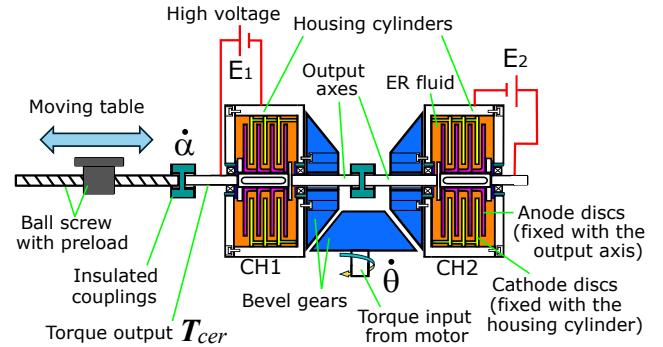 High voltage
Housing cylinders
E1
Output
axes
ER fluid
E2
Moving table
α̇
Ball screw
with preload
Insulated
couplings
Torque output Tcer
CH1
Bevel gears
θ̇
Torque input
from motor
CH2
Anode discs
(fixed with the
output axis)
Cathode discs
(fixed with the
housing cylinder)